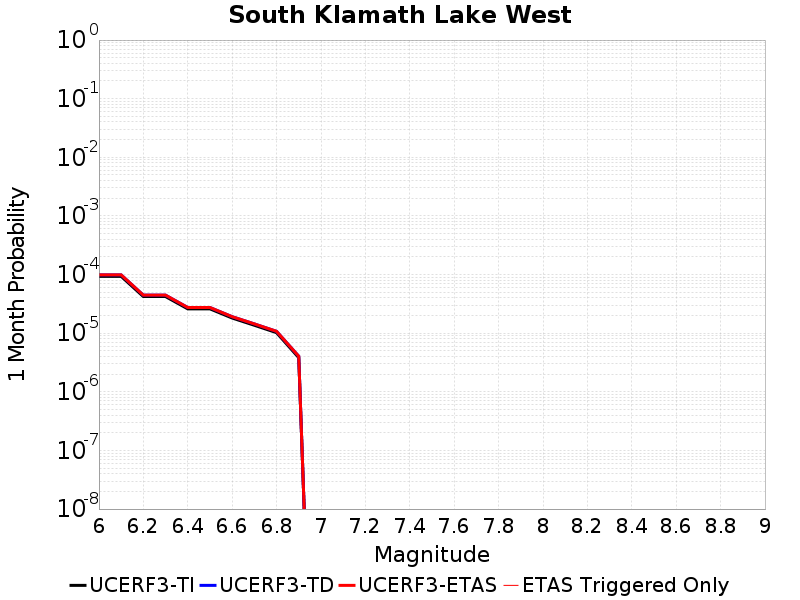 South Klamath Lake West
1 Month Probability
10^0
10^-1
10^-2
10^-3
10^-4
10^-5
10^-6
10^-7
10^-8
6 6.2 6.4 6.6 6.8 7 7.2 7.4 7.6 7.8 8 8.2 8.4 8.6 8.8 9
Magnitude
UCERF3-TI UCERF3-TD UCERF3-ETAS ETAS Triggered Only